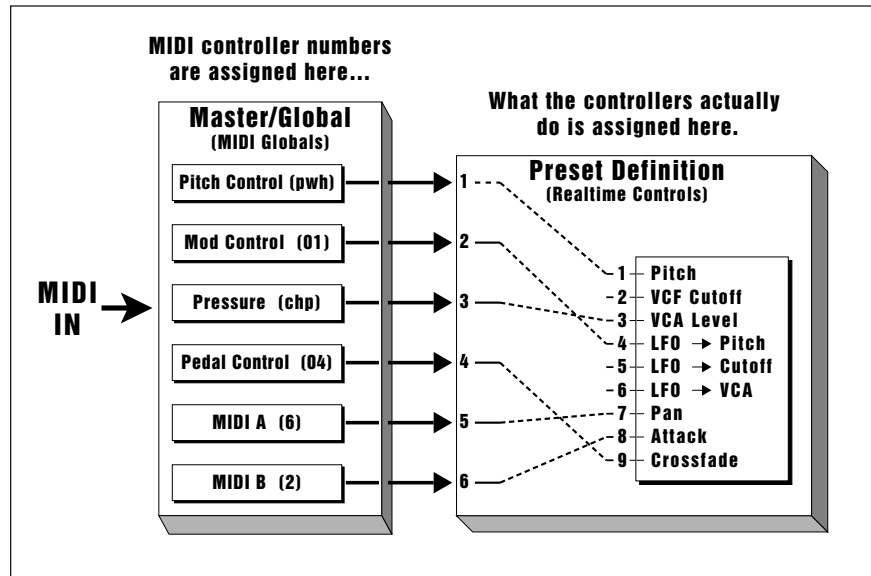 MIDI controller numbers
are assigned here...
Master/Global
(MIDI Globals)
Pitch Control (pwh)
Mod Control (01)
Pressure (chp)
Pedal Control (04)
MIDI A (6)
MIDI B (2)
MIDI
IN
What the controllers actually
do is assigned here.
Preset Definition
(Realtime Controls)
1
2
3
4
5
6
1 Pitch
2 VCF Cutoff
3 VCA Level
4 LFO → Pitch
5 LFO → Cutoff
6 LFO → VCA
7 Pan
8 Attack
9 Crossfade